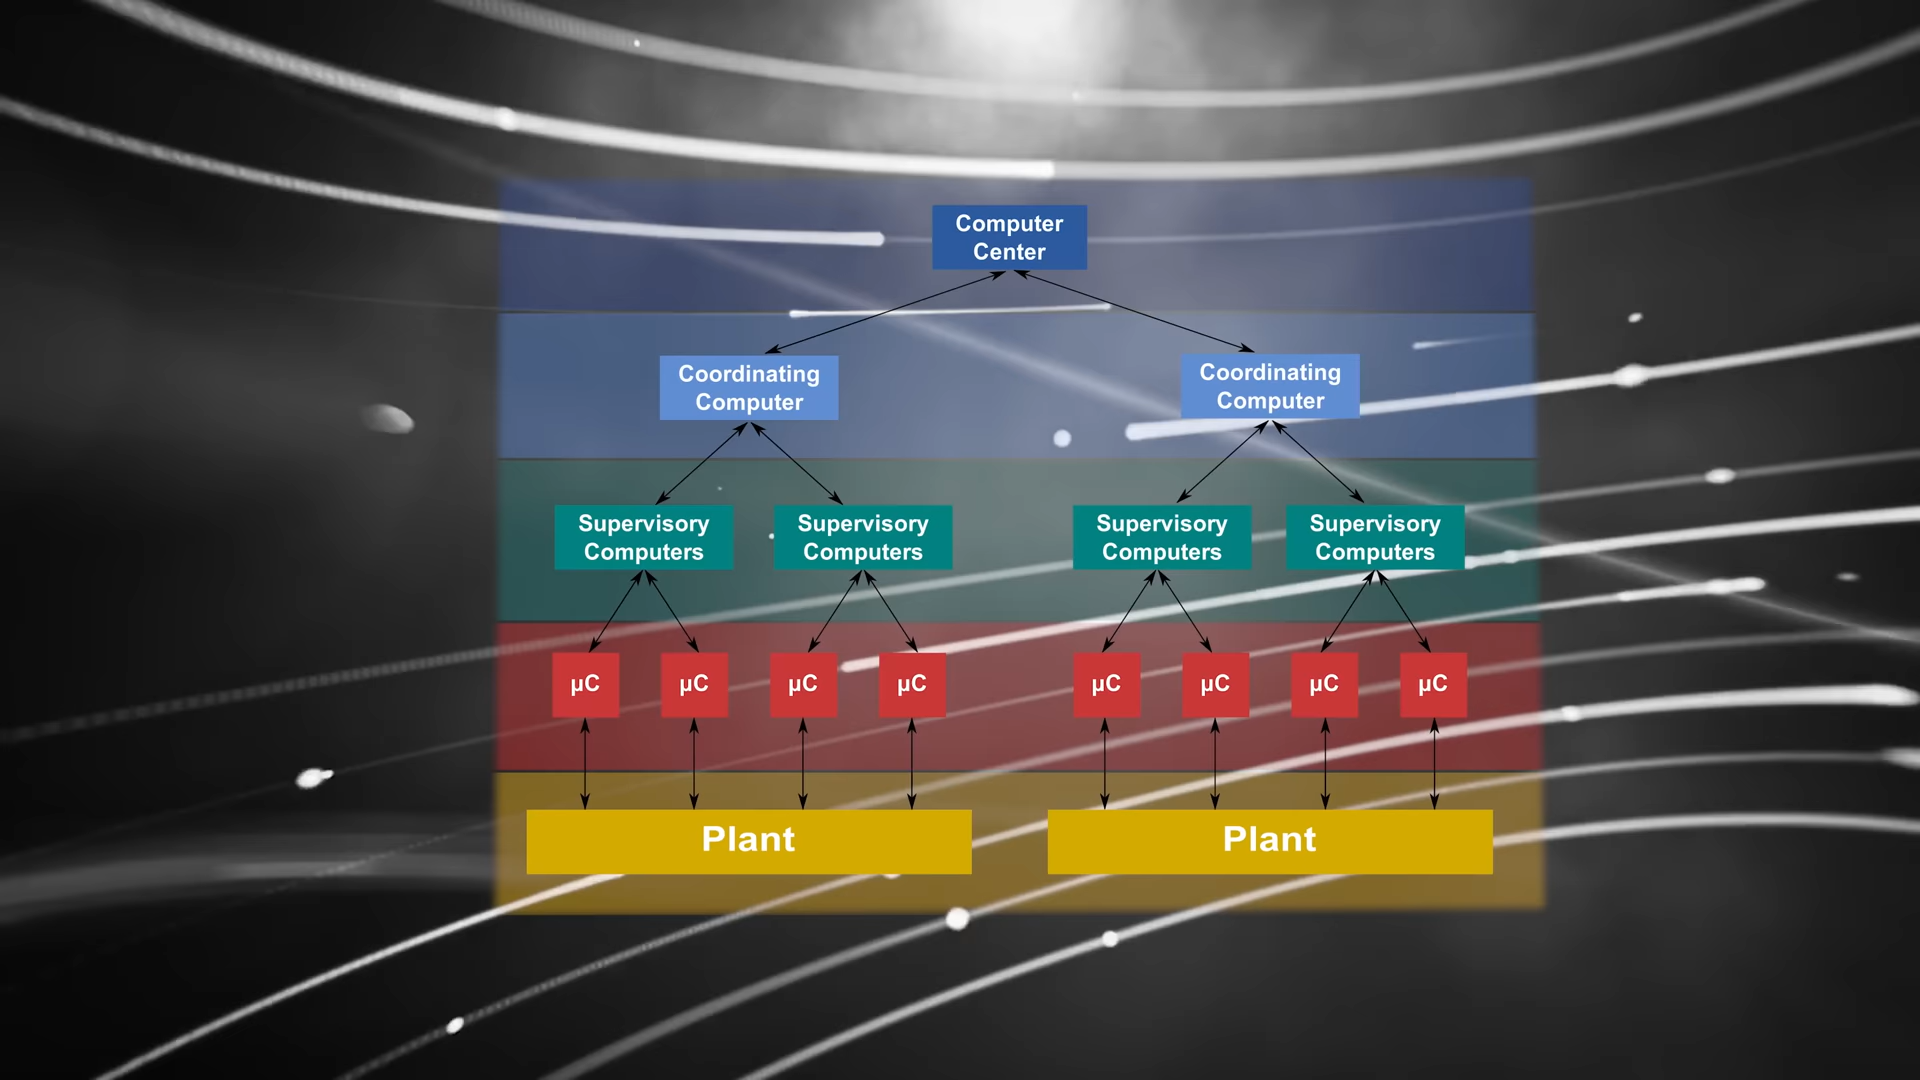 Computer
Center
Coordinating
Computer
Coordinating
Computer
Supervisory
Computers
Supervisory
Computers
Supervisory
Computers
Supervisory
Computers
µC
µC
µC
µC
µC
µC
µC
µC
Plant
Plant